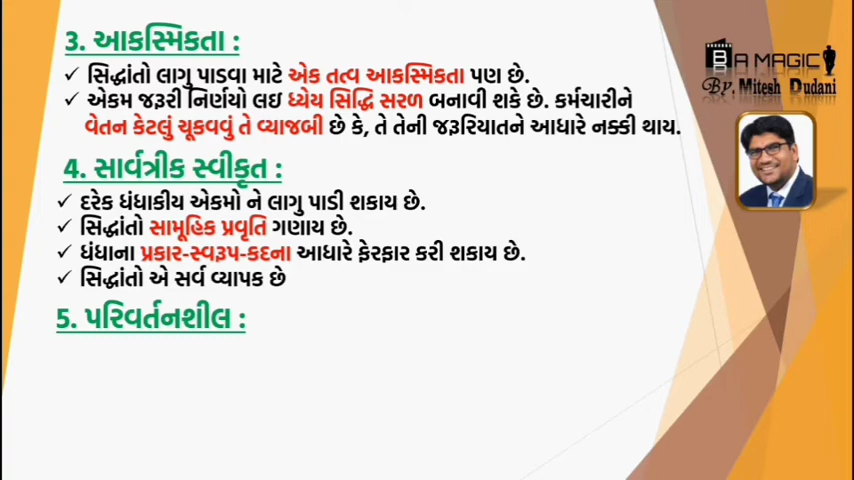 3. આકસ્મિકતા :
✓ સિદ્ધાંતો લાગુ પાડવા માટે એક તત્વ આકસ્મિકતા પણ છે.
✓ એકમ જરૂરી નિર્ણયો લઇ ધ્યેય સિદ્ધિ સરળ બનાવી શકે છે. કર્મચારીને
વેતન કેટલું ચૂકવવું તે વ્યાજબી છે કે, તે તેની જરૂરિયાતને આધારે નક્કી થાય.
4. સાર્વત્રીક સ્વીકૃત :
✓ દરેક ધંધાકીય એકમો ને લાગુ પાડી શકાય છે.
✓ સિદ્ધાંતો સામૂહિક પ્રવૃતિ ગણાય છે.
✓ ધંધાના પ્રકાર-સ્વરૂપ-કદના આધારે ફેરફાર કરી શકાય છે.
✓ સિદ્ધાંતો એ સર્વ વ્યાપક છે
5. પરિવર્તનશીલ :
B A MAGIC
By, Mitesh Dudani